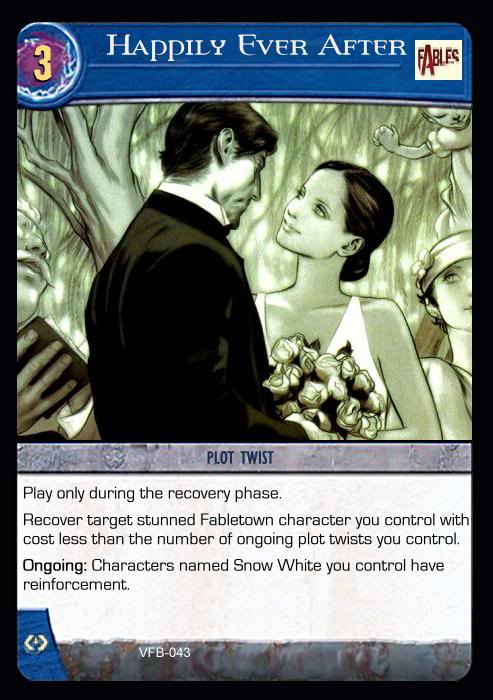 3
HAPPILY EVER AFTER
FABLES
PLOT TWIST
Play only during the recovery phase.
Recover target stunned Fabletown character you control with
cost less than the number of ongoing plot twists you control.
Ongoing: Characters named Snow White you control have
reinforcement.
VFB-043